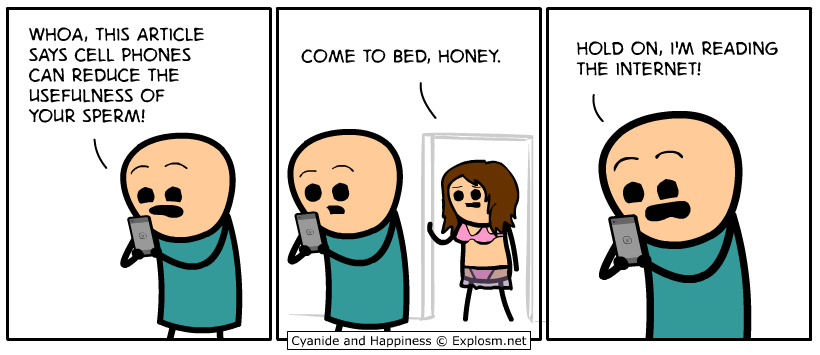 WHOA, THIS ARTICLE
SAYS CELL PHONES
CAN REDUCE THE
USEFULNESS OF
YOUR SPERM!
COME TO BED, HONEY.
HOLD ON, I'M READING
THE INTERNET!
Cyanide and Happiness © Explosm.net